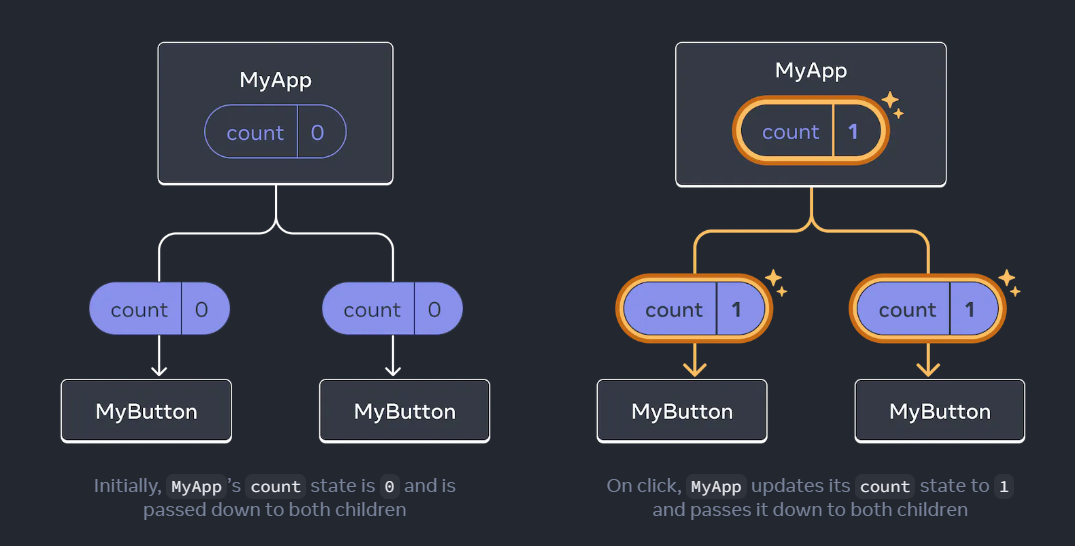 MyApp
count 0
count 0
count 0
MyButton
MyButton
Initially, MyApp's count state is 0 and is
passed down to both children
MyApp
count 1
count 1
count 1
MyButton
MyButton
On click, MyApp updates its count state to 1
and passes it down to both children